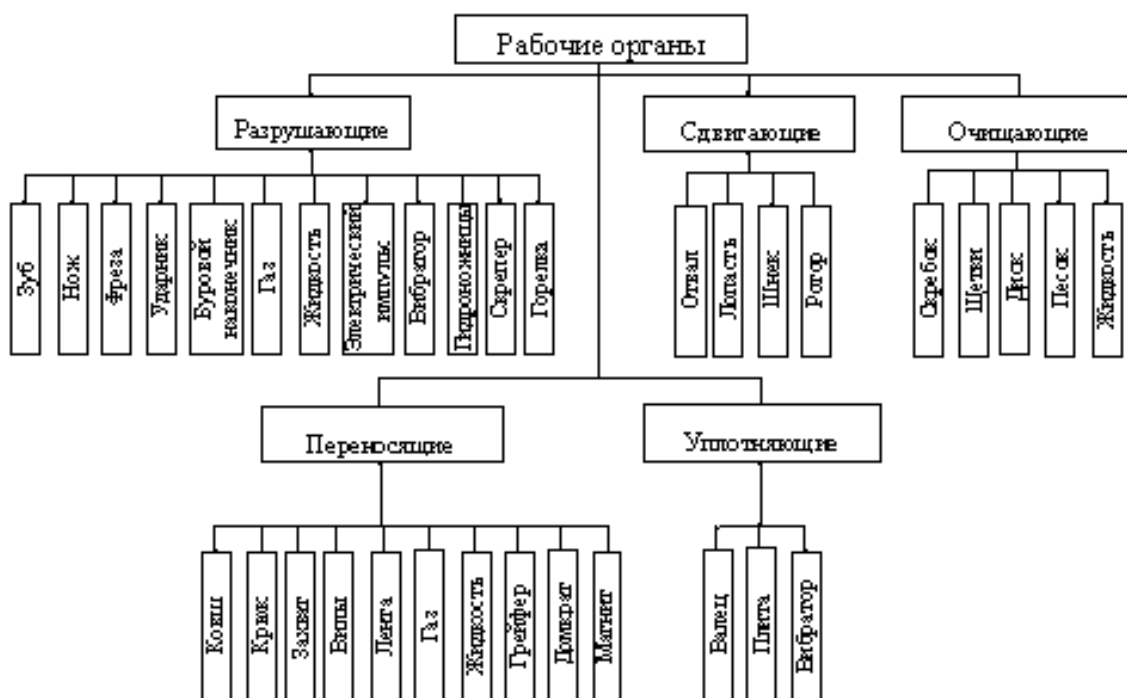 Рабочие органы
Разрушающие
Сдвигающие
Очищающие
Зуб
Нож
Фреза
Ударник
Буровой
наконечник
Газ
Жидкость
Электрический
импульс
Вибратор
Гидроножницы
Скрепер
Горелка
Отвал
Лопасть
Шнек
Ротор
Скребок
Щетки
Диск
Песок
Жидкость
Переносящие
Уплотняющие
Ковш
Крюк
Захват
Вилы
Лента
Газ
Жидкость
Грейфер
Домкрат
Магнит
Валец
Плита
Вибратор